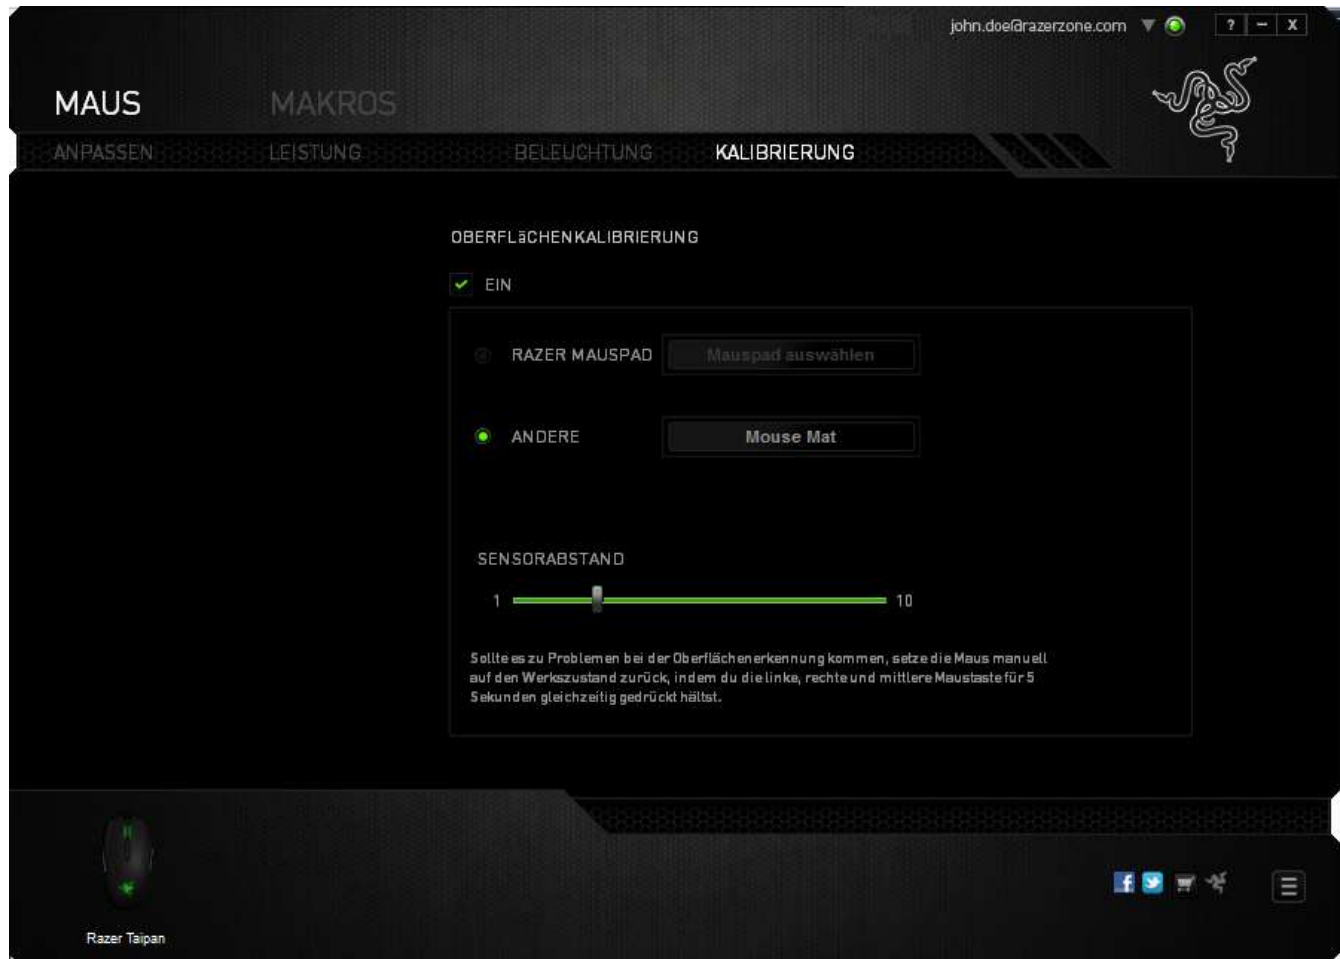 john.doe@razerzone.com
? – X
MAUS MAKROS
ANPASSEN LEISTUNG BELEUCHTUNG KALIBRIERUNG
OBERFLäCHENKALIBRIERUNG
EIN
RAZER MAUSPAD Mauspad auswählen
ANDERE Mouse Mat
SENSORABSTAND
1 10
Sollte es zu Problemen bei der Oberflächenerkennung kommen, setze die Maus manuell
auf den Werkszustand zurück, indem du die linke, rechte und mittlere Maustaste für 5
Sekunden gleichzeitig gedrückt hältst.
Razer Taipan